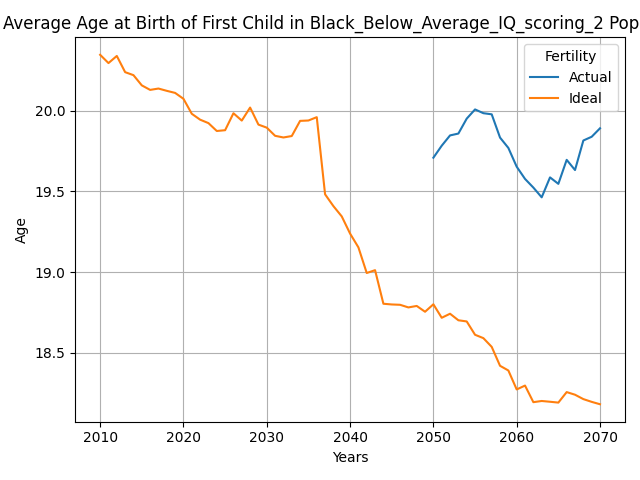 Average Age at Birth of First Child in Black_Below_Average_IQ_scoring_2 Pop
Fertility
Actual
Ideal
20.0
19.5
19.0
18.5
Age
2010 2020 2030 2040 2050 2060 2070
Years